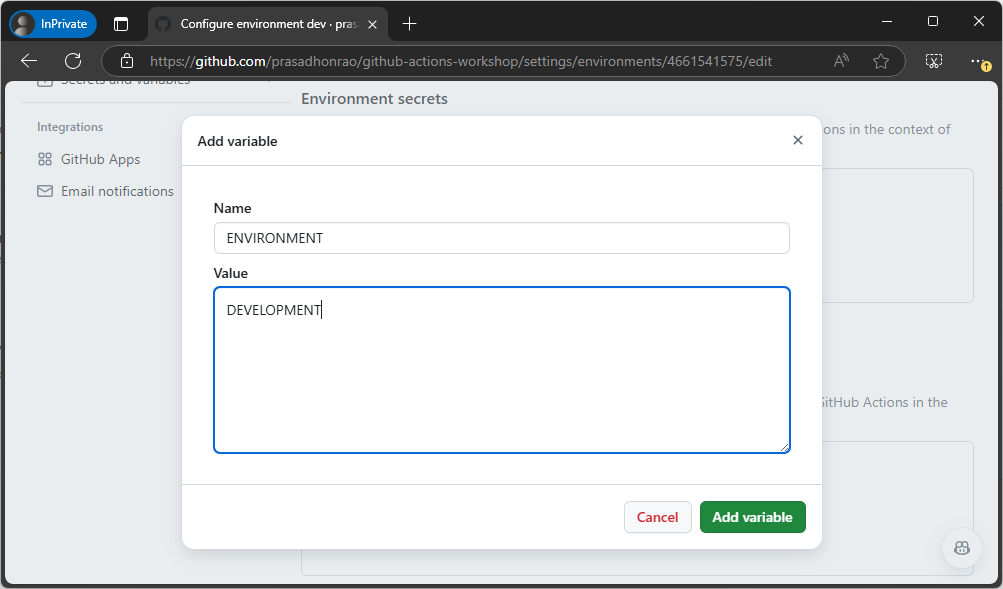 InPrivate
Configure environment dev · pras
https://github.com/prasadhonrao/github-actions-workshop/settings/environments/4661541575/edit
Secrets and variables
Environment secrets
Integrations
ons in the context of
GitHub Apps
Email notifications
Add variable
Name
ENVIRONMENT
Value
DEVELOPMENT
GitHub Actions in the
Cancel
Add variable